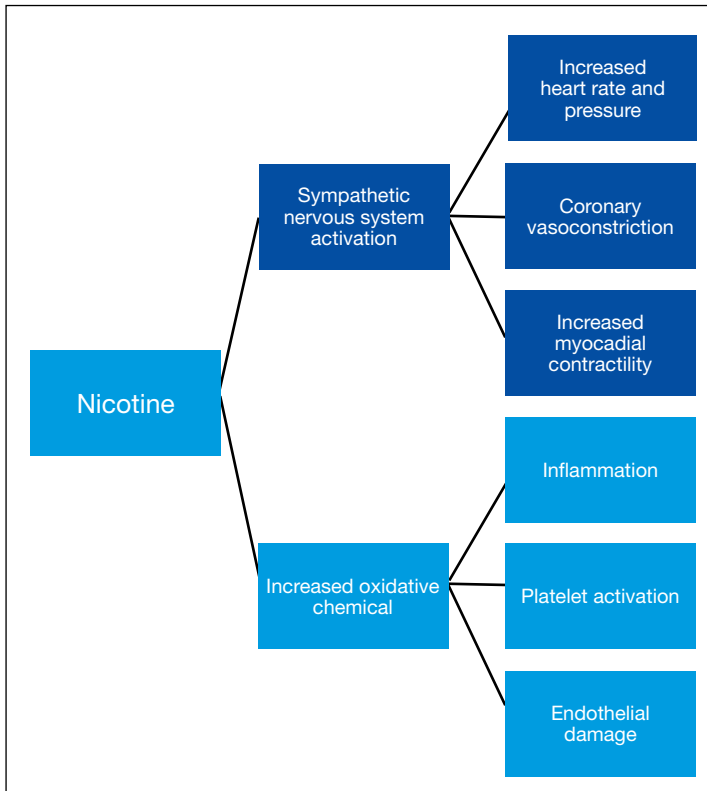 Increased
heart rate and
pressure
Sympathetic
nervous system
activation
Coronary
vasoconstriction
Increased
myocadial
contractility
Nicotine
Inflammation
Increased oxidative
chemical
Platelet activation
Endothelial
damage